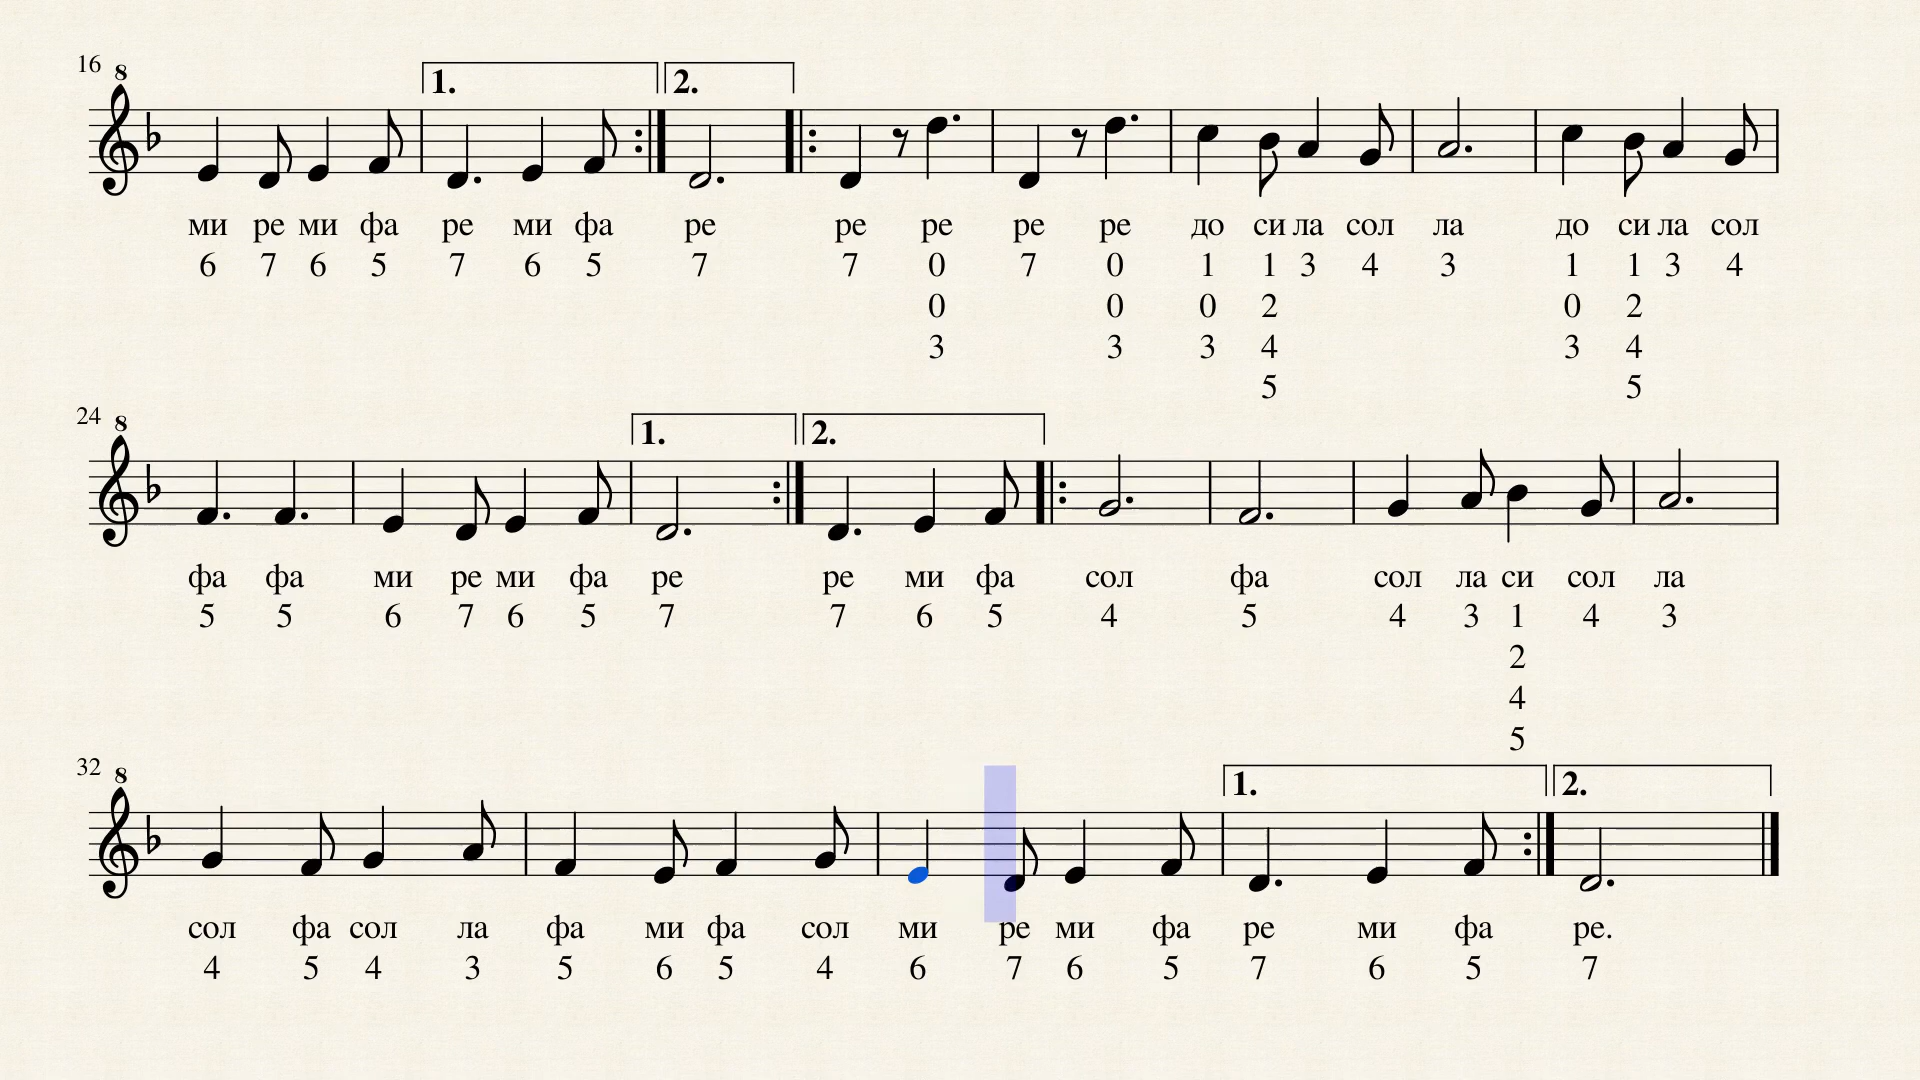 16
8
1. 2.
ми ре ми фа ре ми фа ре ре ре ре ре до си ла сол ла до си ла сол
6 7 6 5 7 6 5 7 7 0 7 0 1 1 3 4 3 1 1 3 4
0 0 0 2 0 2
3 3 3 4 3 4
5 5
24
8
1. 2.
фа фа ми ре ми фа ре ре ми фа сол фа сол ла си сол ла
5 5 6 7 6 5 7 7 6 5 4 5 4 3 1 4 3
2
4
5
32
8
1. 2.
сол фа сол ла фа ми фа сол ми ре ми фа ре ми фа ре.
4 5 4 3 5 6 5 4 6 7 6 5 7 6 5 7